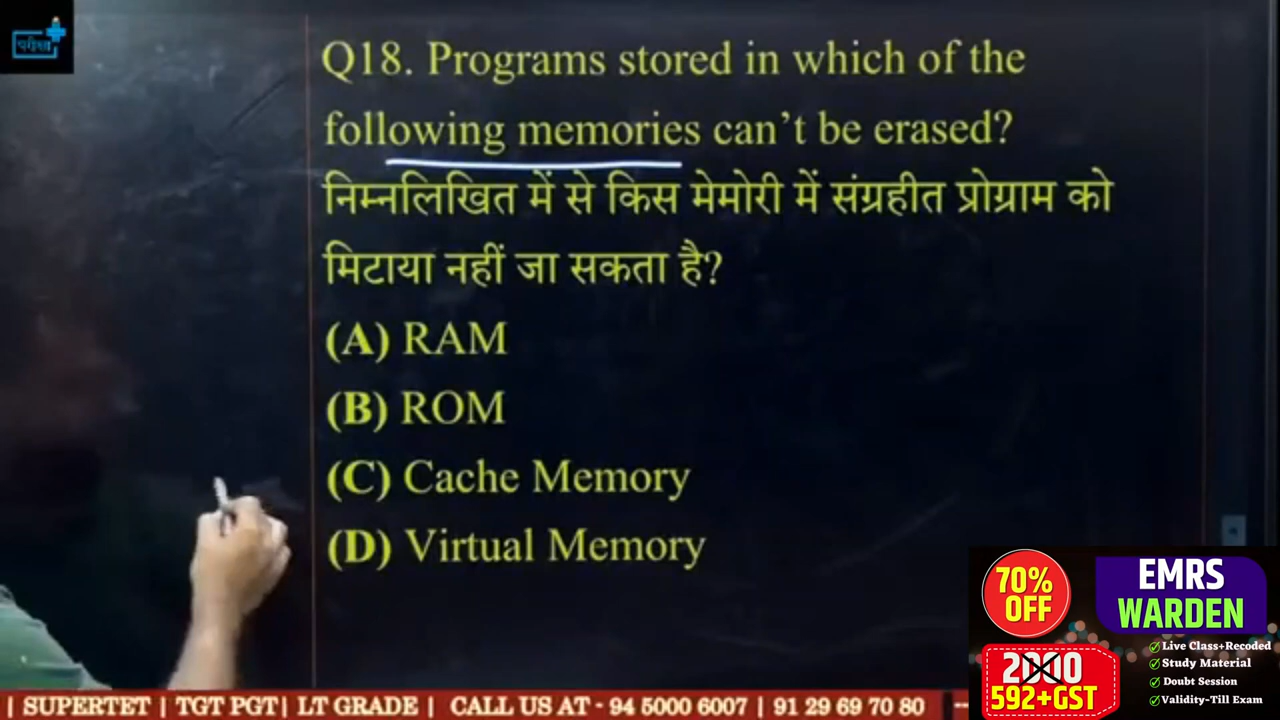 परीक्षा
Q18. Programs stored in which of the
following memories can't be erased?
निम्नलिखित में से किस मेमोरी में संग्रहीत प्रोग्राम को
मिटाया नहीं जा सकता है?
(A) RAM
(B) ROM
(C) Cache Memory
(D) Virtual Memory
70%
OFF
EMRS
WARDEN
2000
592+GST
Live Class+Recoded
Study Material
Doubt Session
Validity-Till Exam
| SUPERTET | TGT PGT | LT GRADE | CALL US AT - 94 5000 6007 | 91 29 69 70 80